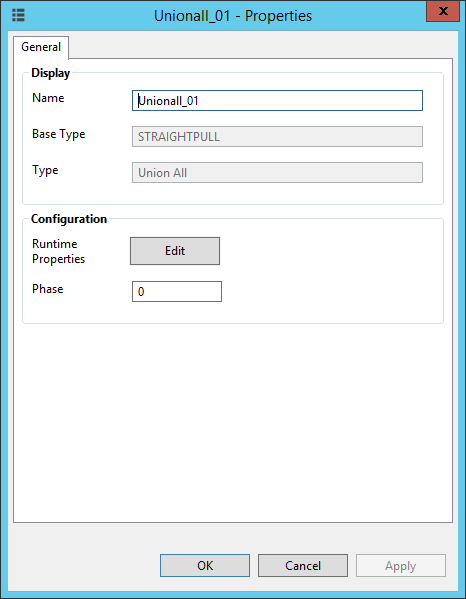 Unionall_01 - Properties
X
General
Display
Name
Unionall_01
Base Type
STRAIGHTPULL
Type
Union All
Configuration
Runtime
Properties
Edit
Phase
0
OK
Cancel
Apply